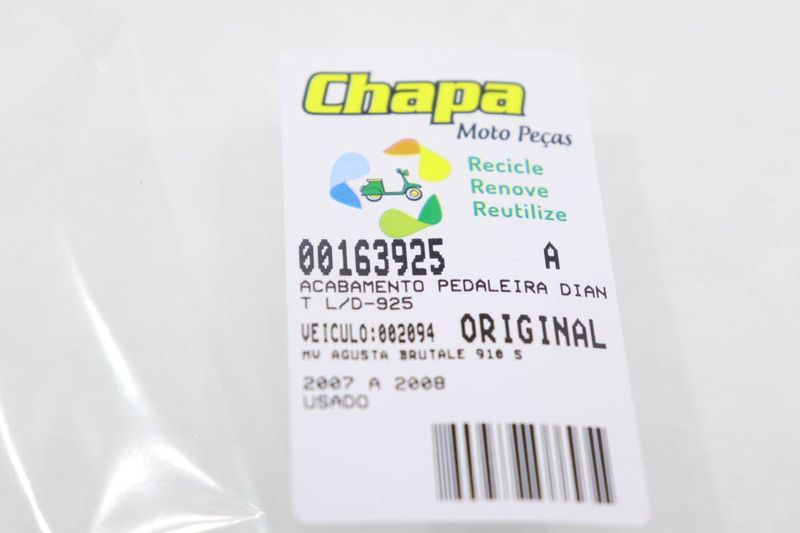 Chapa
Moto Peças
Recicle
Renove
Reutilize
00163925 A
ACABAMENTO PEDALEIRA DIAN
T L/D-925
VEICULO:002094 ORIGINAL
MV AGUSTA BRUTALE 910 S
2007 A 2008
USADO